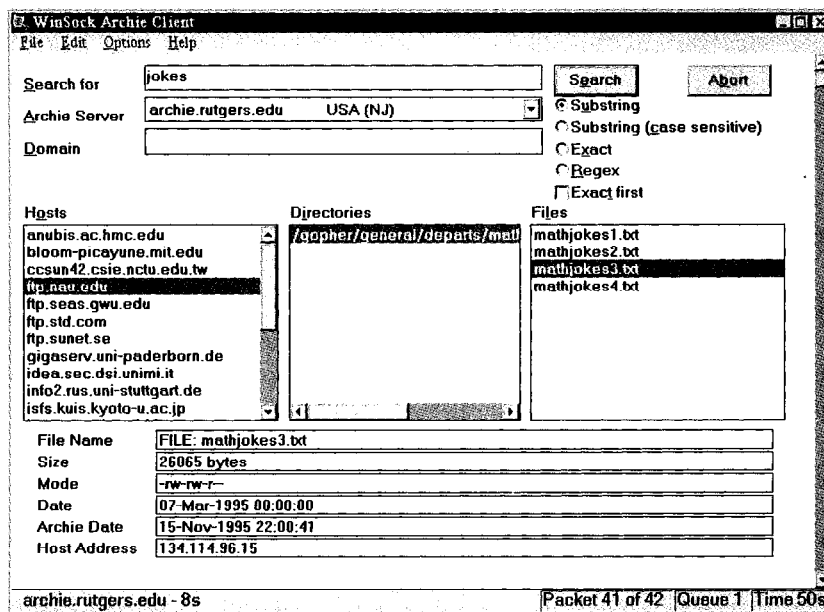 WinSock Archie Client
File Edit Options Help
Search for jokes Search Abort
Archie Server archie.rutgers.edu USA (NJ)
Domain
Substring
Substring (case sensitive)
Exact
Regex
Exact first
Hosts
anubis.ac.hmc.edu
bloom-picayune.mit.edu
ccsun42.csie.nctu.edu.tw
ftp.nau.edu
ftp.seas.gwu.edu
ftp.std.com
ftp.sunet.se
gigaserv.uni-paderborn.de
idea.sec.dsi.unimi.it
info2.rus.uni-stuttgart.de
isfs.kuis.kyoto-u.ac.jp
Directories
/gopher/general/departs/mat
Files
mathjokes1.txt
mathjokes2.txt
mathjokes3.txt
mathjokes4.txt
File Name FILE: mathjokes3.txt
Size 26065 bytes
Mode -rw-rw-r--
Date 07-Mar-1995 00:00:00
Archie Date 15-Nov-1995 22:00:41
Host Address 134.114.96.15
archie.rutgers.edu - 8s Packet 41 of 42 Queue 1 Time 50s